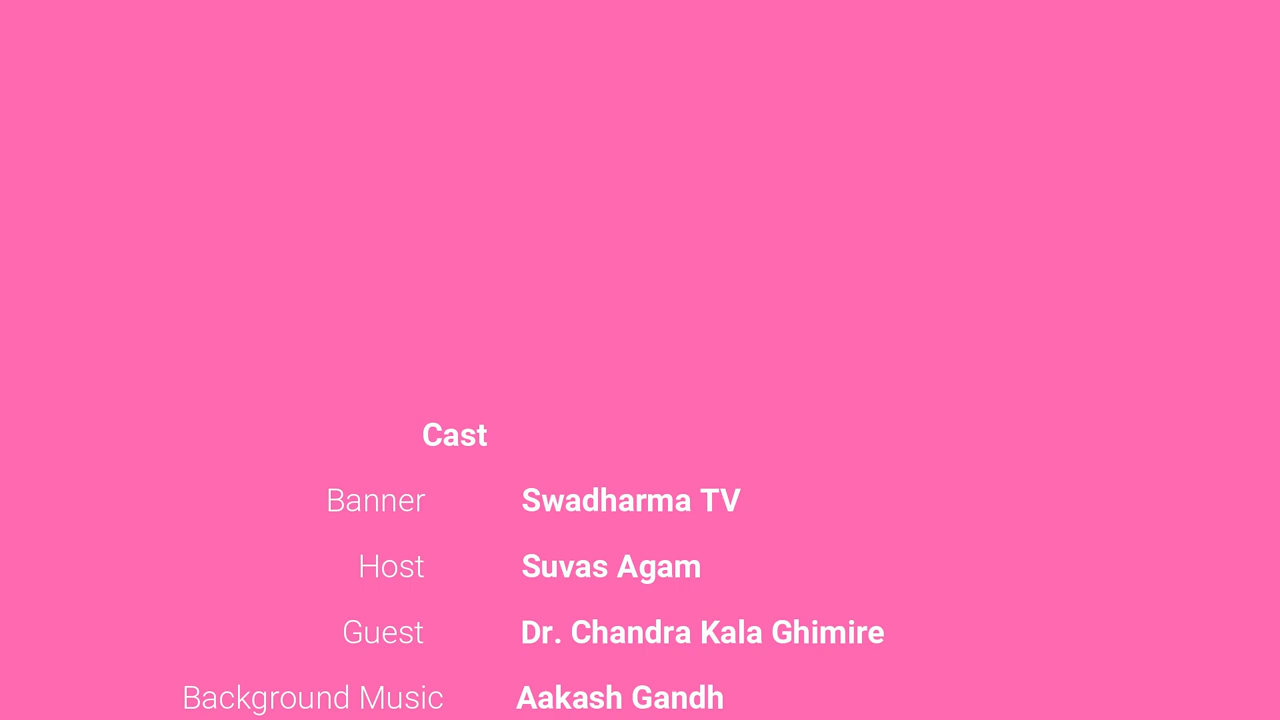 Cast
Banner Swadharma TV
Host Suvas Agam
Guest Dr. Chandra Kala Ghimire
Background Music Aakash Gandh